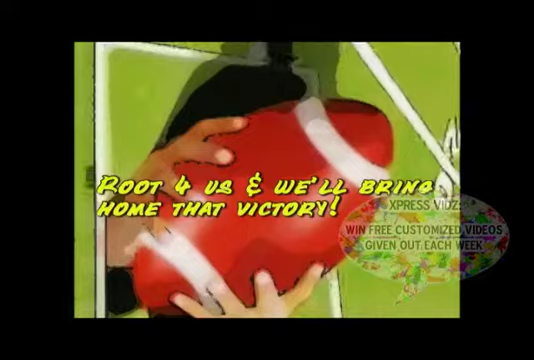 Root 4 us & we'll bring
home that victory!
XPRESS VIDZ:
WIN FREE CUSTOMIZED VIDEOS
GIVEN OUT EACH WEEK